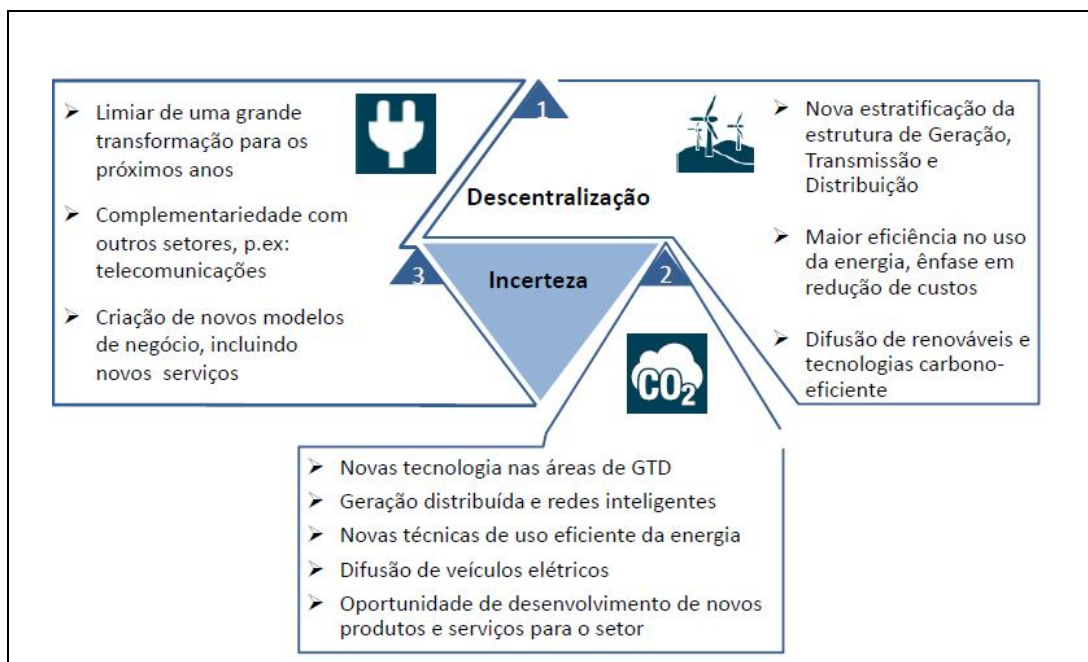 ➢ Limiar de uma grande
transformação para os
próximos anos
➢ Complementariedade com
outros setores, p.ex:
telecomunicações
➢ Criação de novos modelos
de negócio, incluindo
novos serviços
1
Descentralização
3
Incerteza
2
CO2
➢ Nova estratificação da
estrutura de Geração,
Transmissão e
Distribuição
➢ Maior eficiência no uso
da energia, ênfase em
redução de custos
➢ Difusão de renováveis e
tecnologias carbono-
eficiente
➢ Novas tecnologia nas áreas de GTD
➢ Geração distribuída e redes inteligentes
➢ Novas técnicas de uso eficiente da energia
➢ Difusão de veículos elétricos
➢ Oportunidade de desenvolvimento de novos
produtos e serviços para o setor